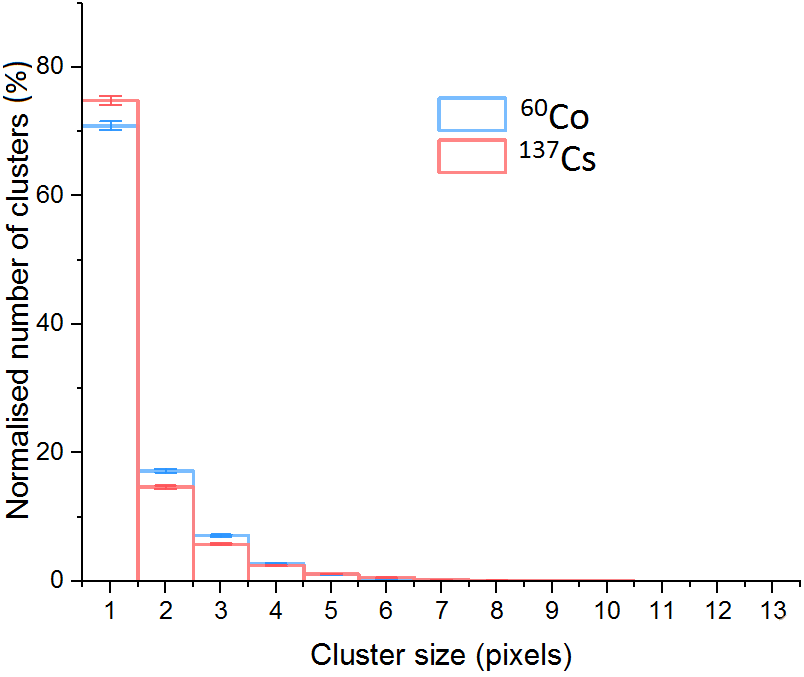 80
60
40
20
0
Normalised number of clusters (%)
⁶⁰Co
¹³⁷Cs
1 2 3 4 5 6 7 8 9 10 11 12 13
Cluster size (pixels)